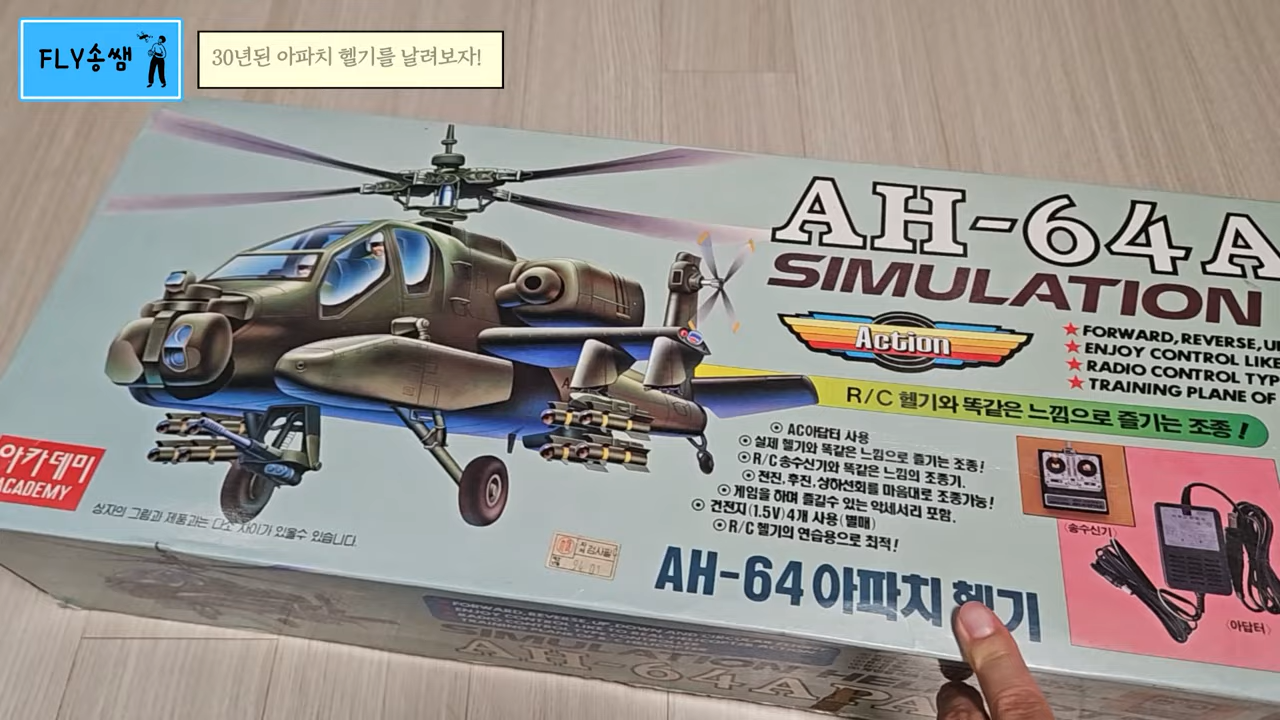 FLY송쌤
30년된 아파치 헬기를 날려보자!
AH-64A
SIMULATION
Action
★FORWARD, REVERSE,
★ENJOY CONTROL LIKE
★RADIO CONTROL
★TRAINING PLANE OF
R/C 헬기와 똑같은 느낌으로 즐기는 조종!
◉ AC아답터 사용
◉ 실제 헬기와 똑같은 느낌으로 즐기는 조종!
◉ R/C 송수신기와 똑같은 느낌의 조종기.
◉ 전진, 후진, 상하선회를 마음대로 조종가능!
◉ 게임을 하며 즐길수 있는 악세서리 포함.
◉ 건전지(1.5V)4개 사용(별매)
◉ R/C 헬기의 연습용으로 최적!
아카데미
ACADEMY
상자의 그림과 제품과는 다소 차이가 있을수 있습니다.
AH-64 아파치 헬기
〈송수신기〉
〈아답터〉
FORWARD, REVERSE, UP, DOWN AND
SIMULATION
AH-64A